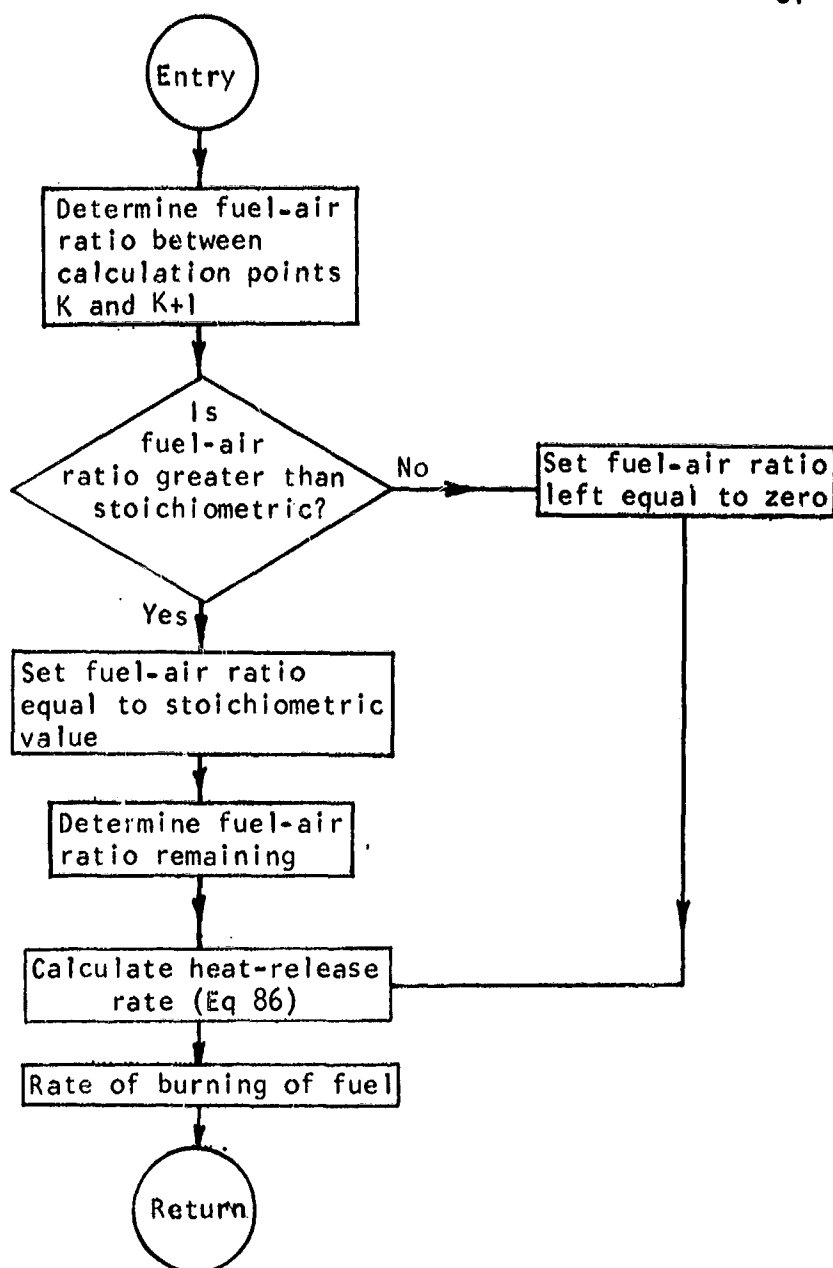 Entry
Determine fuel-air
ratio between
calculation points
K and K+1
Is
fuel-air
ratio greater than
stoichiometric?
No
Set fuel-air ratio
left equal to zero
Yes
Set fuel-air ratio
equal to stoichiometric
value
Determine fuel-air
ratio remaining
Calculate heat-release
rate (Eq 86)
Rate of burning of fuel
Return